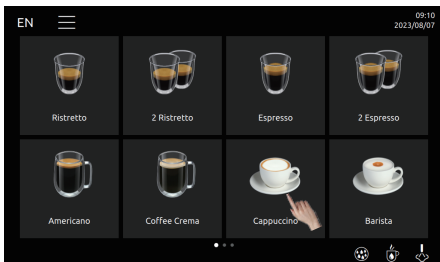 EN
09:10
2023/08/07
Ristretto
2 Ristretto
Espresso
2 Espresso
Americano
Coffee Crema
Cappuccino
Barista